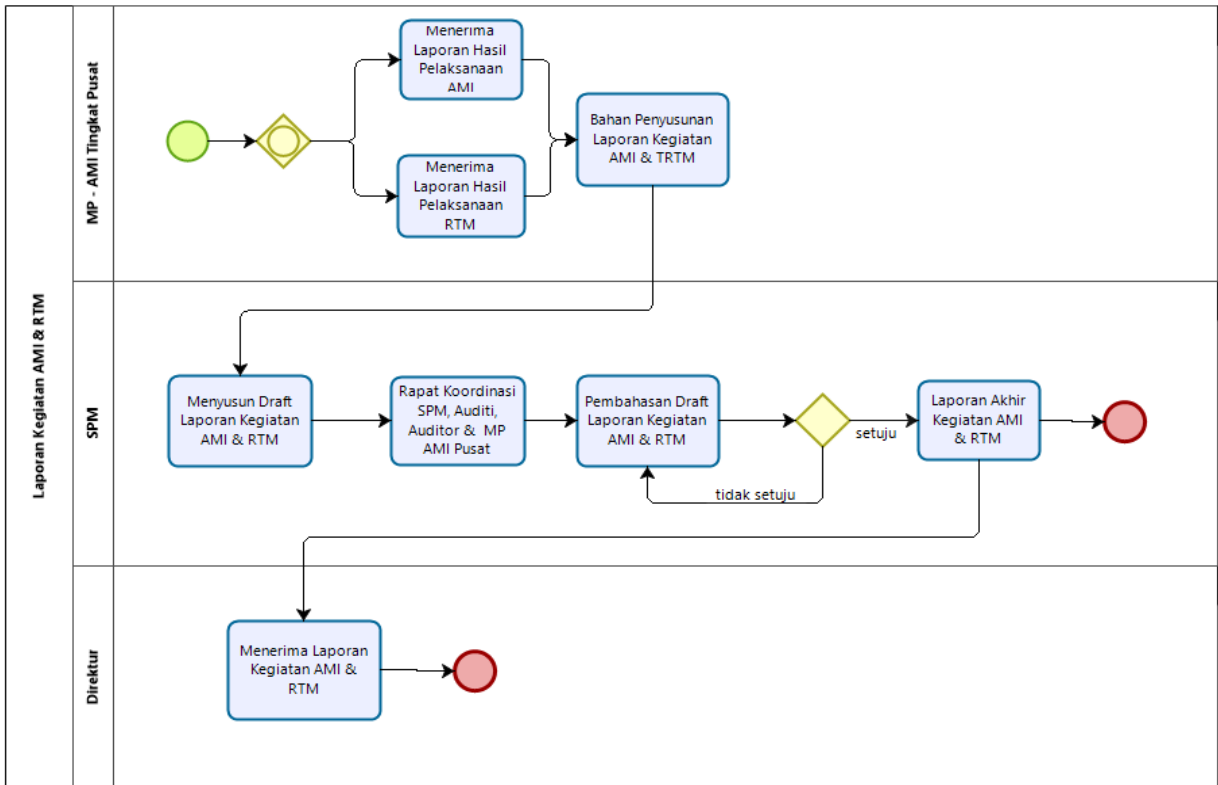 Laporan Kegiatan AMI & RTM
MP - AMI Tingkat Pusat
Menerima
Laporan Hasil
Pelaksanaan
AMI
Menerima
Laporan Hasil
Pelaksanaan
RTM
Bahan Penyusunan
Laporan Kegiatan
AMI & TRTM
SPM
Menyusun Draft
Laporan Kegiatan
AMI & RTM
Rapat Koordinasi
SPM, Auditi,
Auditor & MP
AMI Pusat
Pembahasan Draft
Laporan Kegiatan
AMI & RTM
setuju
tidak setuju
Laporan Akhir
Kegiatan AMI
& RTM
Direktur
Menerima Laporan
Kegiatan AMI &
RTM